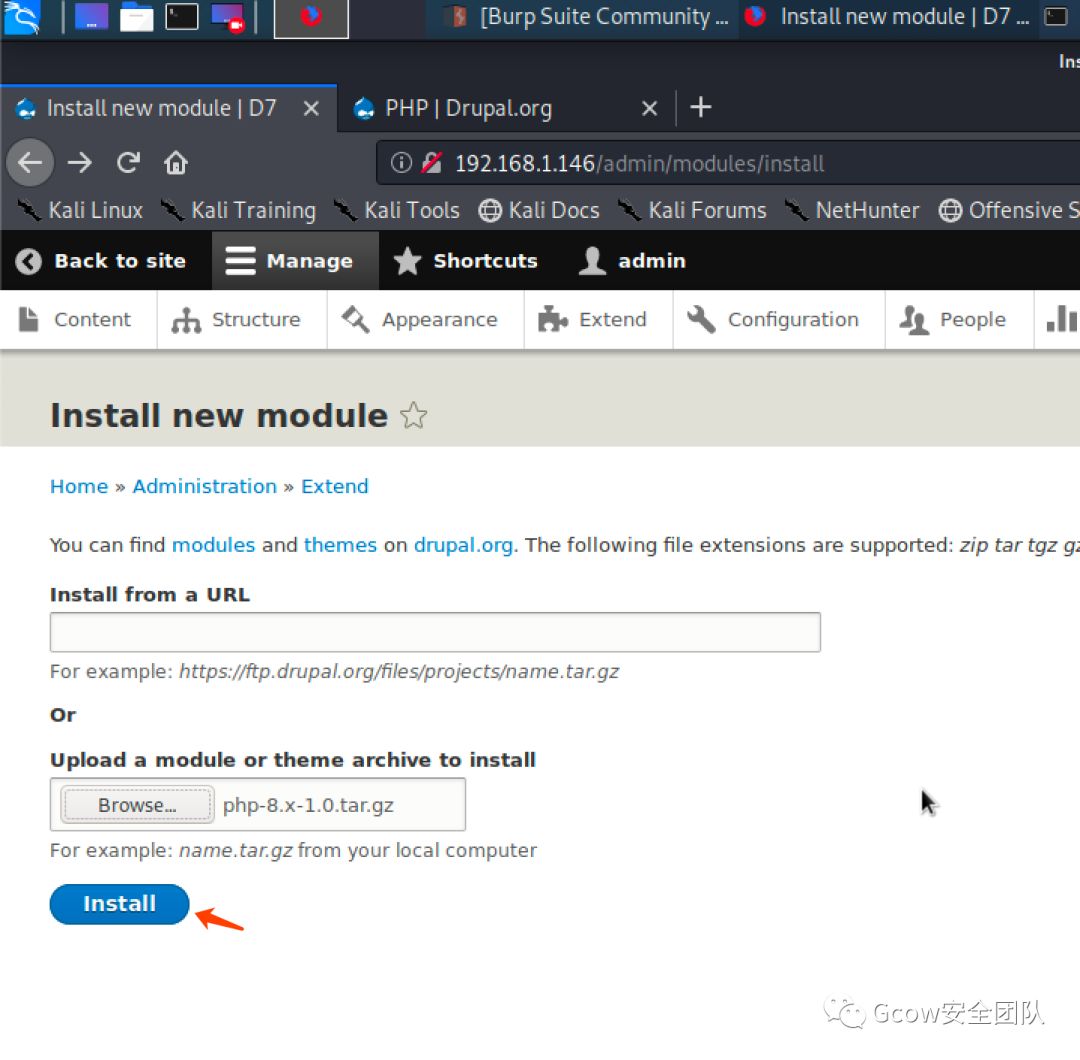 [Burp Suite Community ...
Install new module | D7 ...
Install new module | D7
PHP | Drupal.org
192.168.1.146/admin/modules/install
Kali Linux
Kali Training
Kali Tools
Kali Docs
Kali Forums
NetHunter
Offensive
Back to site
Manage
Shortcuts
admin
Content
Structure
Appearance
Extend
Configuration
People
Install new module
Home » Administration » Extend
You can find modules and themes on drupal.org. The following file extensions are supported: zip tar tgz
Install from a URL
For example: https://ftp.drupal.org/files/projects/name.tar.gz
Or
Upload a module or theme archive to install
Browse...
php-8.x-1.0.tar.gz
For example: name.tar.gz from your local computer
Install
Gcow安全团队